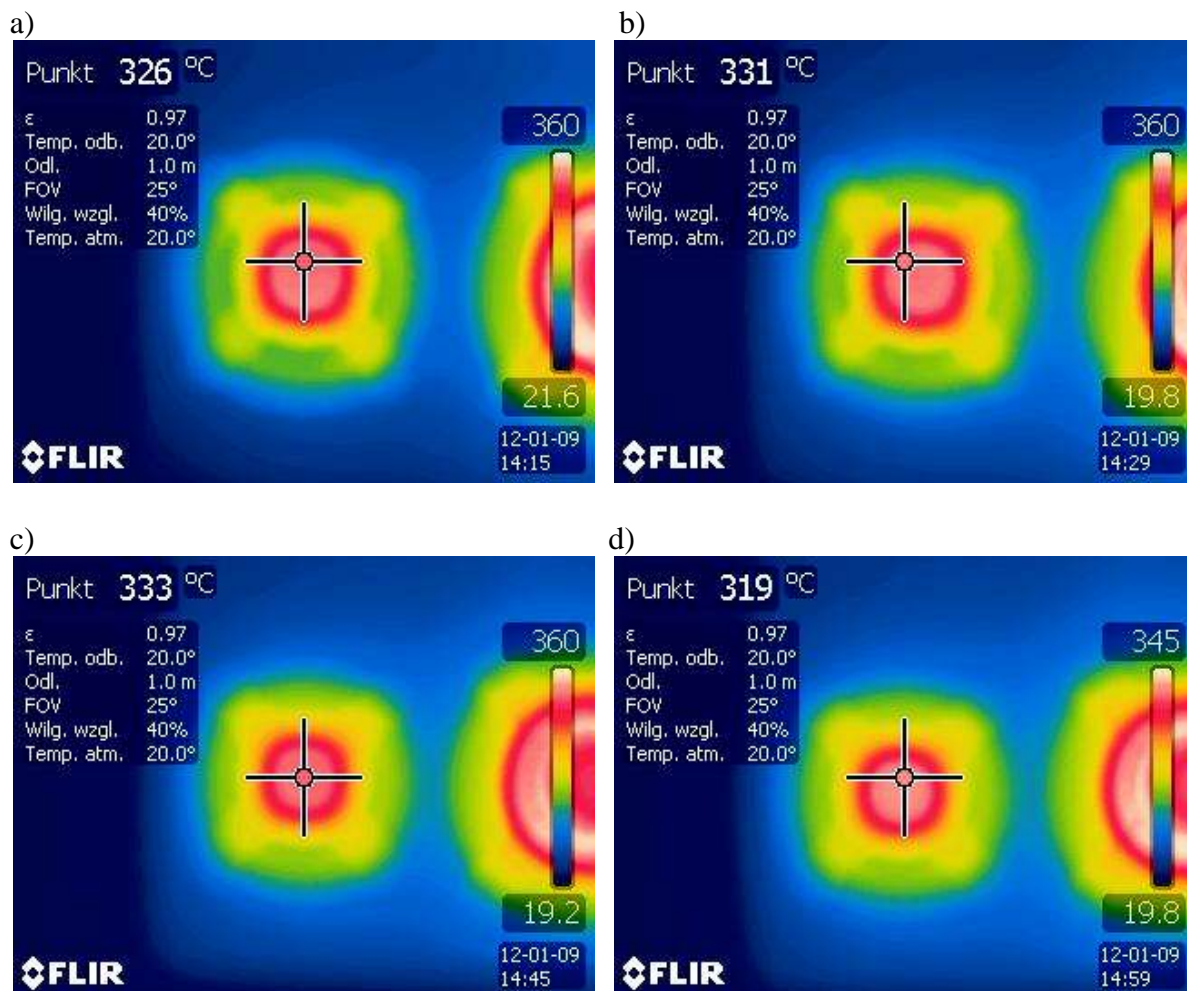 a)
Punkt 326 °C
ε 0.97
Temp. odb. 20.0°
Odl. 1.0 m
FOV 25°
Wilg. wzgl. 40%
Temp. atm. 20.0°
360
21.6
12-01-09
14:15
FLIR
b)
Punkt 331 °C
ε 0.97
Temp. odb. 20.0°
Odl. 1.0 m
FOV 25°
Wilg. wzgl. 40%
Temp. atm. 20.0°
360
19.8
12-01-09
14:29
FLIR
c)
Punkt 333 °C
ε 0.97
Temp. odb. 20.0°
Odl. 1.0 m
FOV 25°
Wilg. wzgl. 40%
Temp. atm. 20.0°
360
19.2
12-01-09
14:45
FLIR
d)
Punkt 319 °C
ε 0.97
Temp. odb. 20.0°
Odl. 1.0 m
FOV 25°
Wilg. wzgl. 40%
Temp. atm. 20.0°
345
19.8
12-01-09
14:59
FLIR